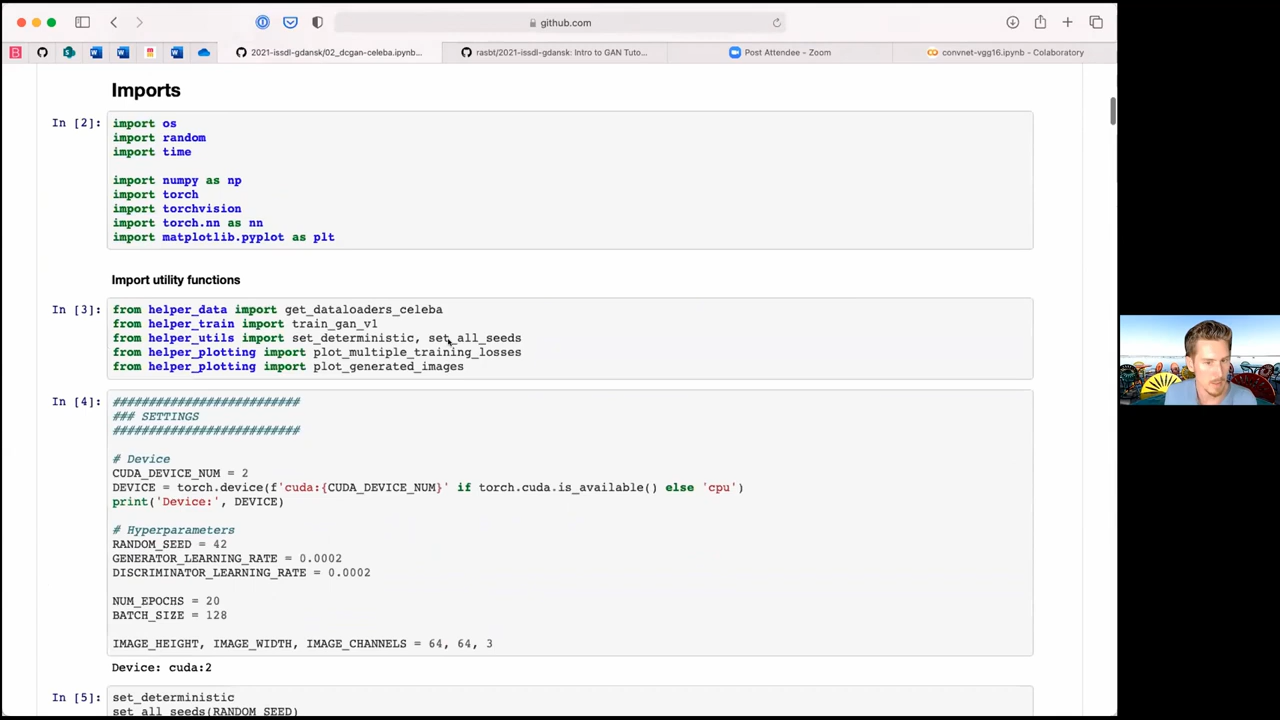 github.com
2021-issdl-gdansk/02_dcgan-celeba.ipynb...
rasbt/2021-issdl-gdansk: Intro to GAN Tuto...
Post Attendee - Zoom
convnet-vgg16.ipynb - Colaboratory
Imports
In [2]:
import os
import random
import time
import numpy as np
import torch
import torchvision
import torch.nn as nn
import matplotlib.pyplot as plt
Import utility functions
In [3]:
from helper_data import get_dataloaders_celeba
from helper_train import train_gan_v1
from helper_utils import set_deterministic, set_all_seeds
from helper_plotting import plot_multiple_training_losses
from helper_plotting import plot_generated_images
In [4]:
##########################
### SETTINGS
##########################
# Device
CUDA_DEVICE_NUM = 2
DEVICE = torch.device(f'cuda:{CUDA_DEVICE_NUM}' if torch.cuda.is_available() else 'cpu')
print('Device:', DEVICE)
# Hyperparameters
RANDOM_SEED = 42
GENERATOR_LEARNING_RATE = 0.0002
DISCRIMINATOR_LEARNING_RATE = 0.0002
NUM_EPOCHS = 20
BATCH_SIZE = 128
IMAGE_HEIGHT, IMAGE_WIDTH, IMAGE_CHANNELS = 64, 64, 3
Device: cuda:2
In [5]:
set_deterministic
set_all_seeds(RANDOM_SEED)